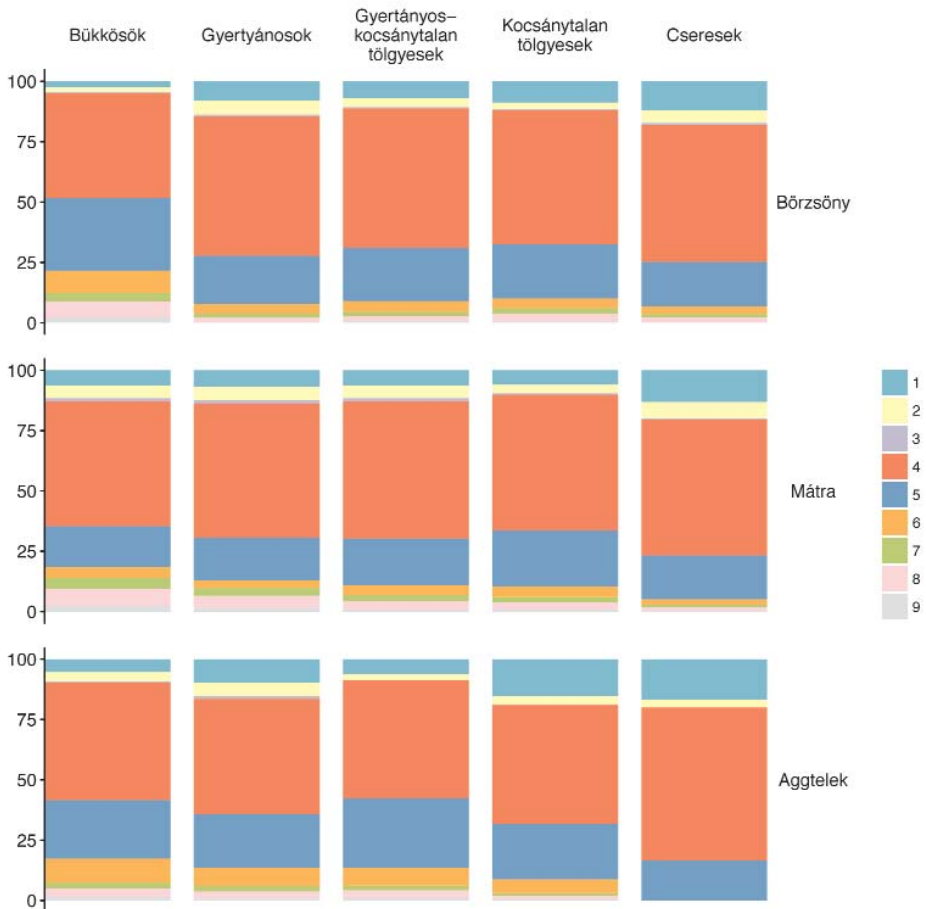 Bükkösök
Gyertyánosok
Gyertányos–
kocsánytalan
tölgyesek
Kocsánytalan
tölgyesek
Cseresek
100
75
50
25
0
Börzsöny
100
75
50
25
0
Mátra
1
2
3
4
5
6
7
8
9
100
75
50
25
0
Aggtelek